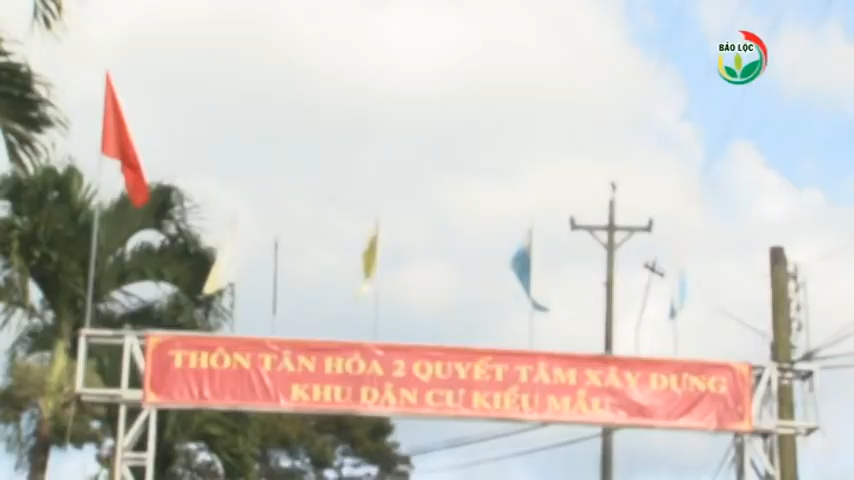 BẢO LỘC
THÔN TÂN HÓA 2 QUYẾT TÂM XÂY DỰNG
KHU DÂN CƯ KIỂU MẪU